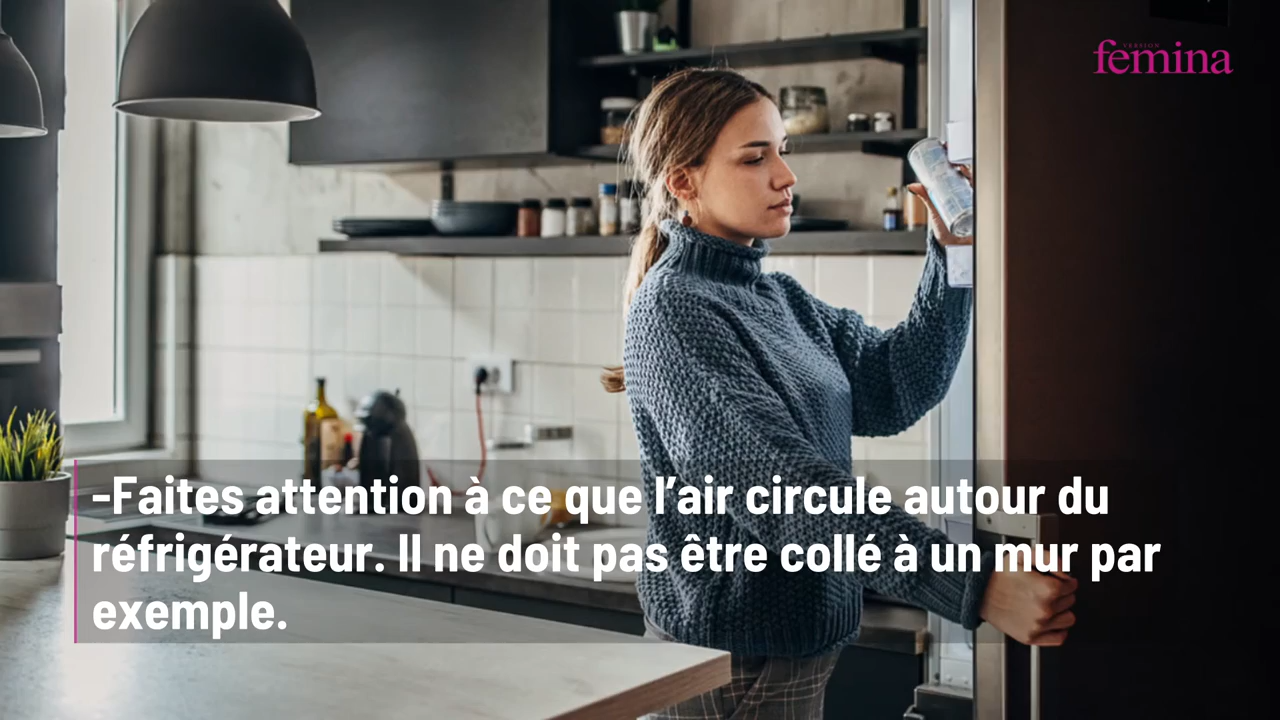 VERSION
femina
-Faites attention à ce que l’air circule autour du
réfrigérateur. Il ne doit pas être collé à un mur par
exemple.